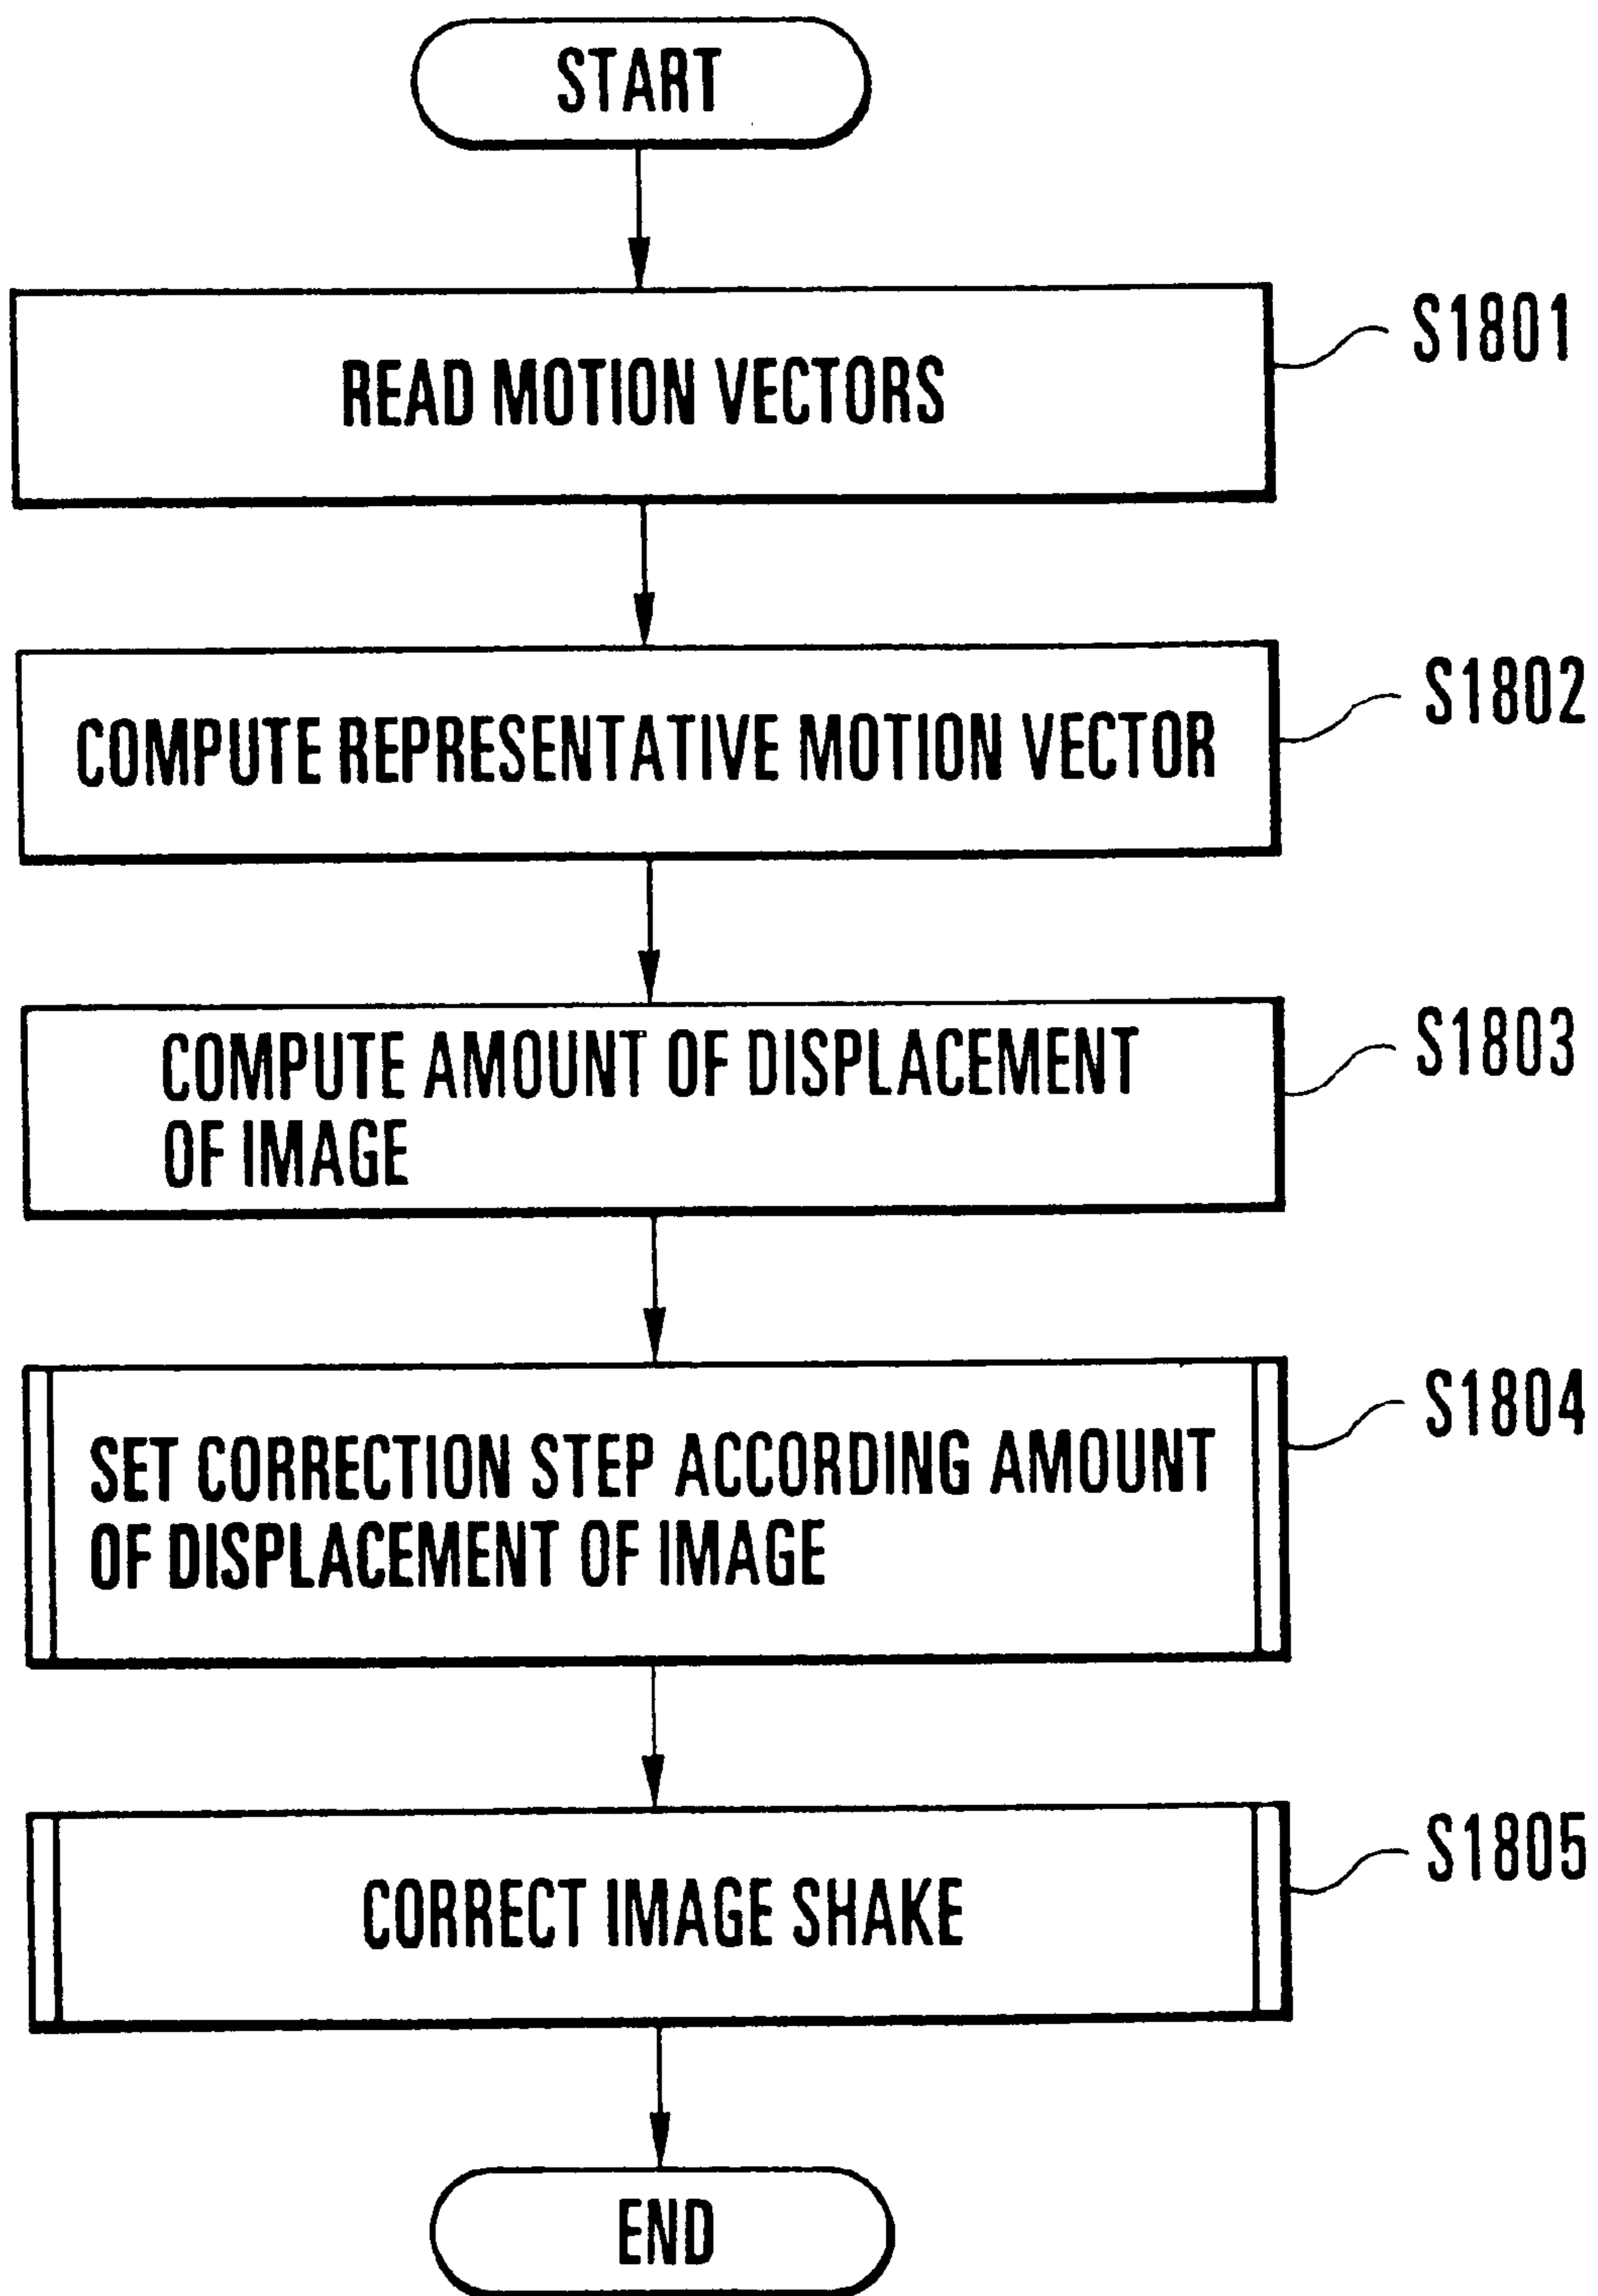 START
READ MOTION VECTORS
S1801
COMPUTE REPRESENTATIVE MOTION VECTOR
S1802
COMPUTE AMOUNT OF DISPLACEMENT
OF IMAGE
S1803
SET CORRECTION STEP ACCORDING AMOUNT
OF DISPLACEMENT OF IMAGE
S1804
CORRECT IMAGE SHAKE
S1805
END